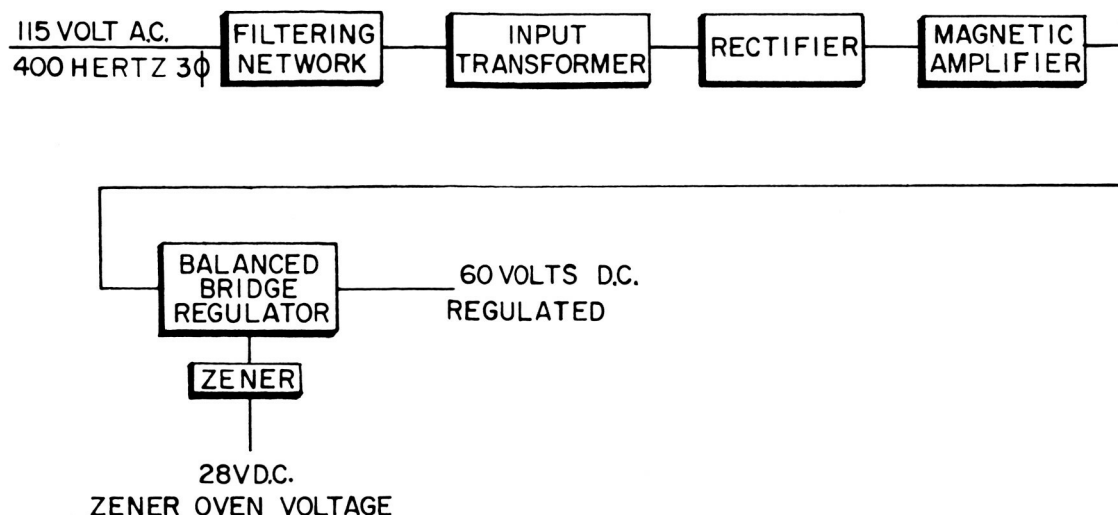 115 VOLT A.C.
400 HERTZ 3ϕ
FILTERING
NETWORK
INPUT
TRANSFORMER
RECTIFIER
MAGNETIC
AMPLIFIER
BALANCED
BRIDGE
REGULATOR
60 VOLTS D.C.
REGULATED
ZENER
28V D.C.
ZENER OVEN VOLTAGE